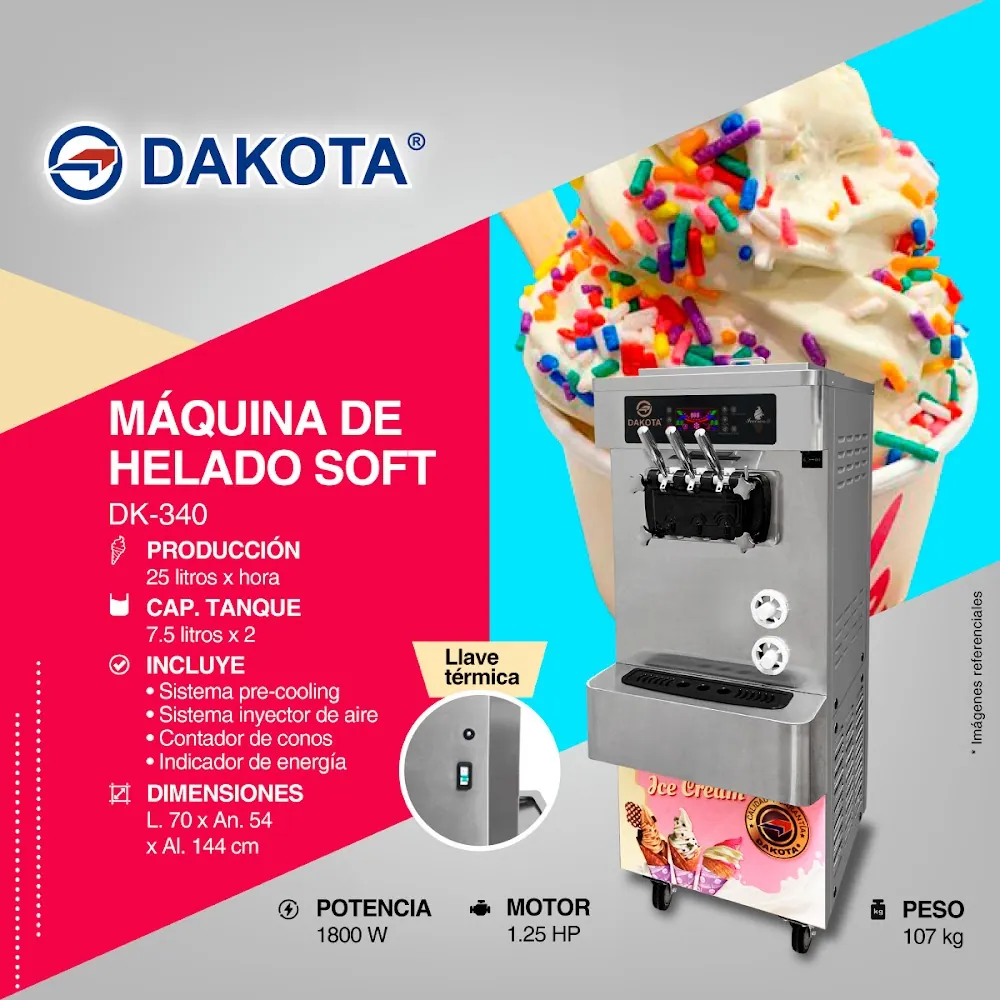 DAKOTA®
MÁQUINA DE
HELADO SOFT
DK-340
PRODUCCIÓN
25 litros x hora
CAP. TANQUE
7.5 litros x 2
INCLUYE
• Sistema pre-cooling
• Sistema inyector de aire
• Contador de conos
• Indicador de energía
DIMENSIONES
L. 70 x An. 54
x Al. 144 cm
Llave
térmica
DAKOTA
Ice Cream
DAKOTA
POTENCIA
1800 W
MOTOR
1.25 HP
kg
PESO
107 kg
* Imágenes referenciales